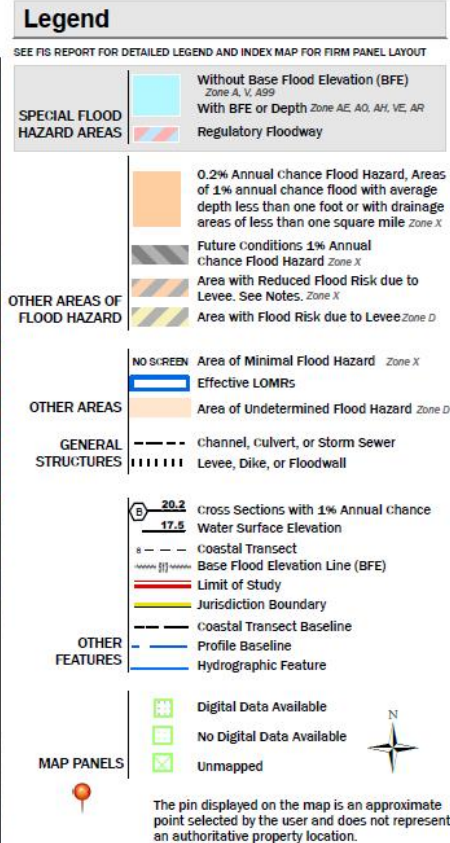 Legend
SEE FIS REPORT FOR DETAILED LEGEND AND INDEX MAP FOR FIRM PANEL LAYOUT
SPECIAL FLOOD
HAZARD AREAS
Without Base Flood Elevation (BFE)
Zone A, V, A99
With BFE or Depth Zone AE, AO, AH, VE, AR
Regulatory Floodway
OTHER AREAS OF
FLOOD HAZARD
0.2% Annual Chance Flood Hazard, Areas
of 1% annual chance flood with average
depth less than one foot or with drainage
areas of less than one square mile Zone X
Future Conditions 1% Annual
Chance Flood Hazard Zone X
Area with Reduced Flood Risk due to
Levee. See Notes. Zone X
Area with Flood Risk due to Levee Zone D
OTHER AREAS
NO SCREEN Area of Minimal Flood Hazard Zone X
Effective LOMRs
Area of Undetermined Flood Hazard Zone D
GENERAL
STRUCTURES
Channel, Culvert, or Storm Sewer
Levee, Dike, or Floodwall
OTHER
FEATURES
B 20.2 Cross Sections with 1% Annual Chance
17.5 Water Surface Elevation
8 Coastal Transect
Base Flood Elevation Line (BFE)
Limit of Study
Jurisdiction Boundary
Coastal Transect Baseline
Profile Baseline
Hydrographic Feature
MAP PANELS
Digital Data Available
No Digital Data Available
Unmapped
N
The pin displayed on the map is an approximate
point selected by the user and does not represent
an authoritative property location.